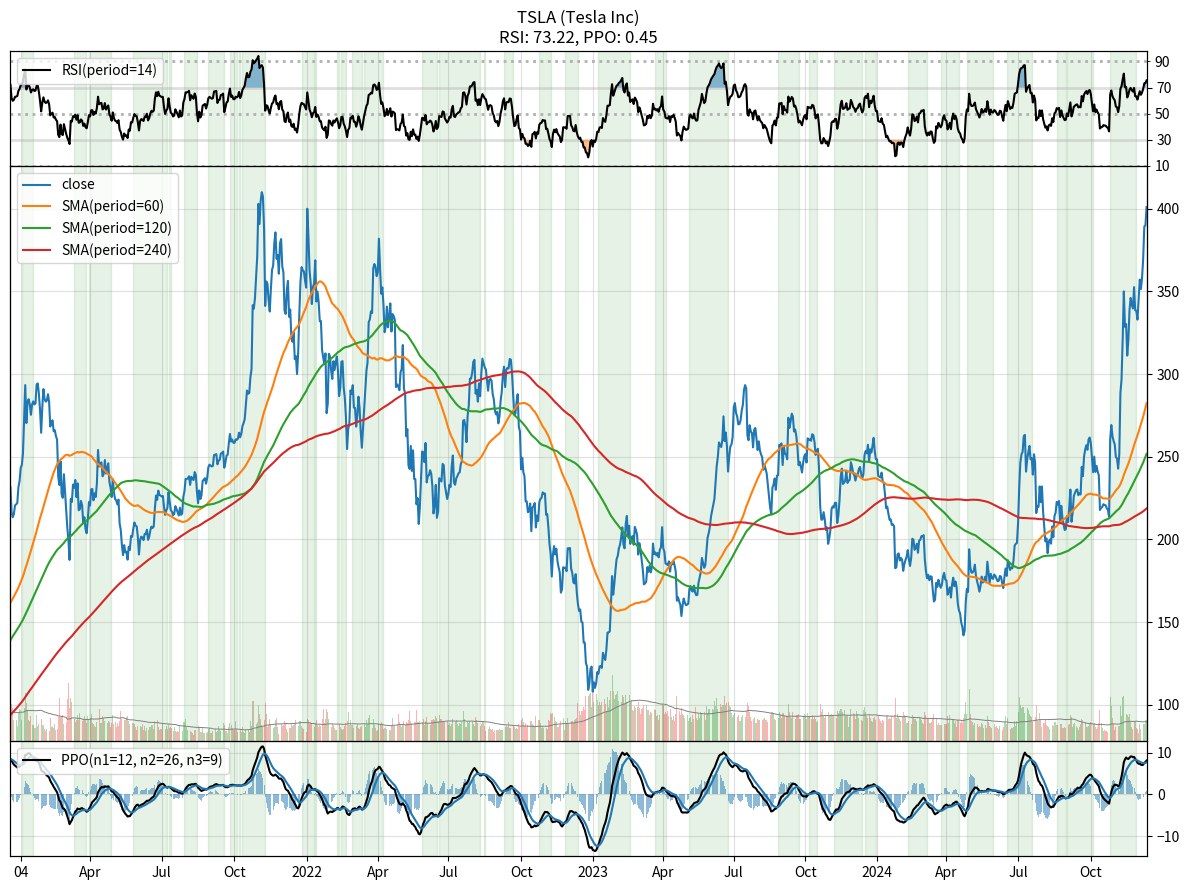 TSLA (Tesla Inc)
RSI: 73.22, PPO: 0.45
RSI(period=14)
90
70
50
30
10
close
SMA(period=60)
SMA(period=120)
SMA(period=240)
400
350
300
250
200
150
100
PPO(n1=12, n2=26, n3=9)
10
0
−10
04 Apr Jul Oct 2022 Apr Jul Oct 2023 Apr Jul Oct 2024 Apr Jul Oct